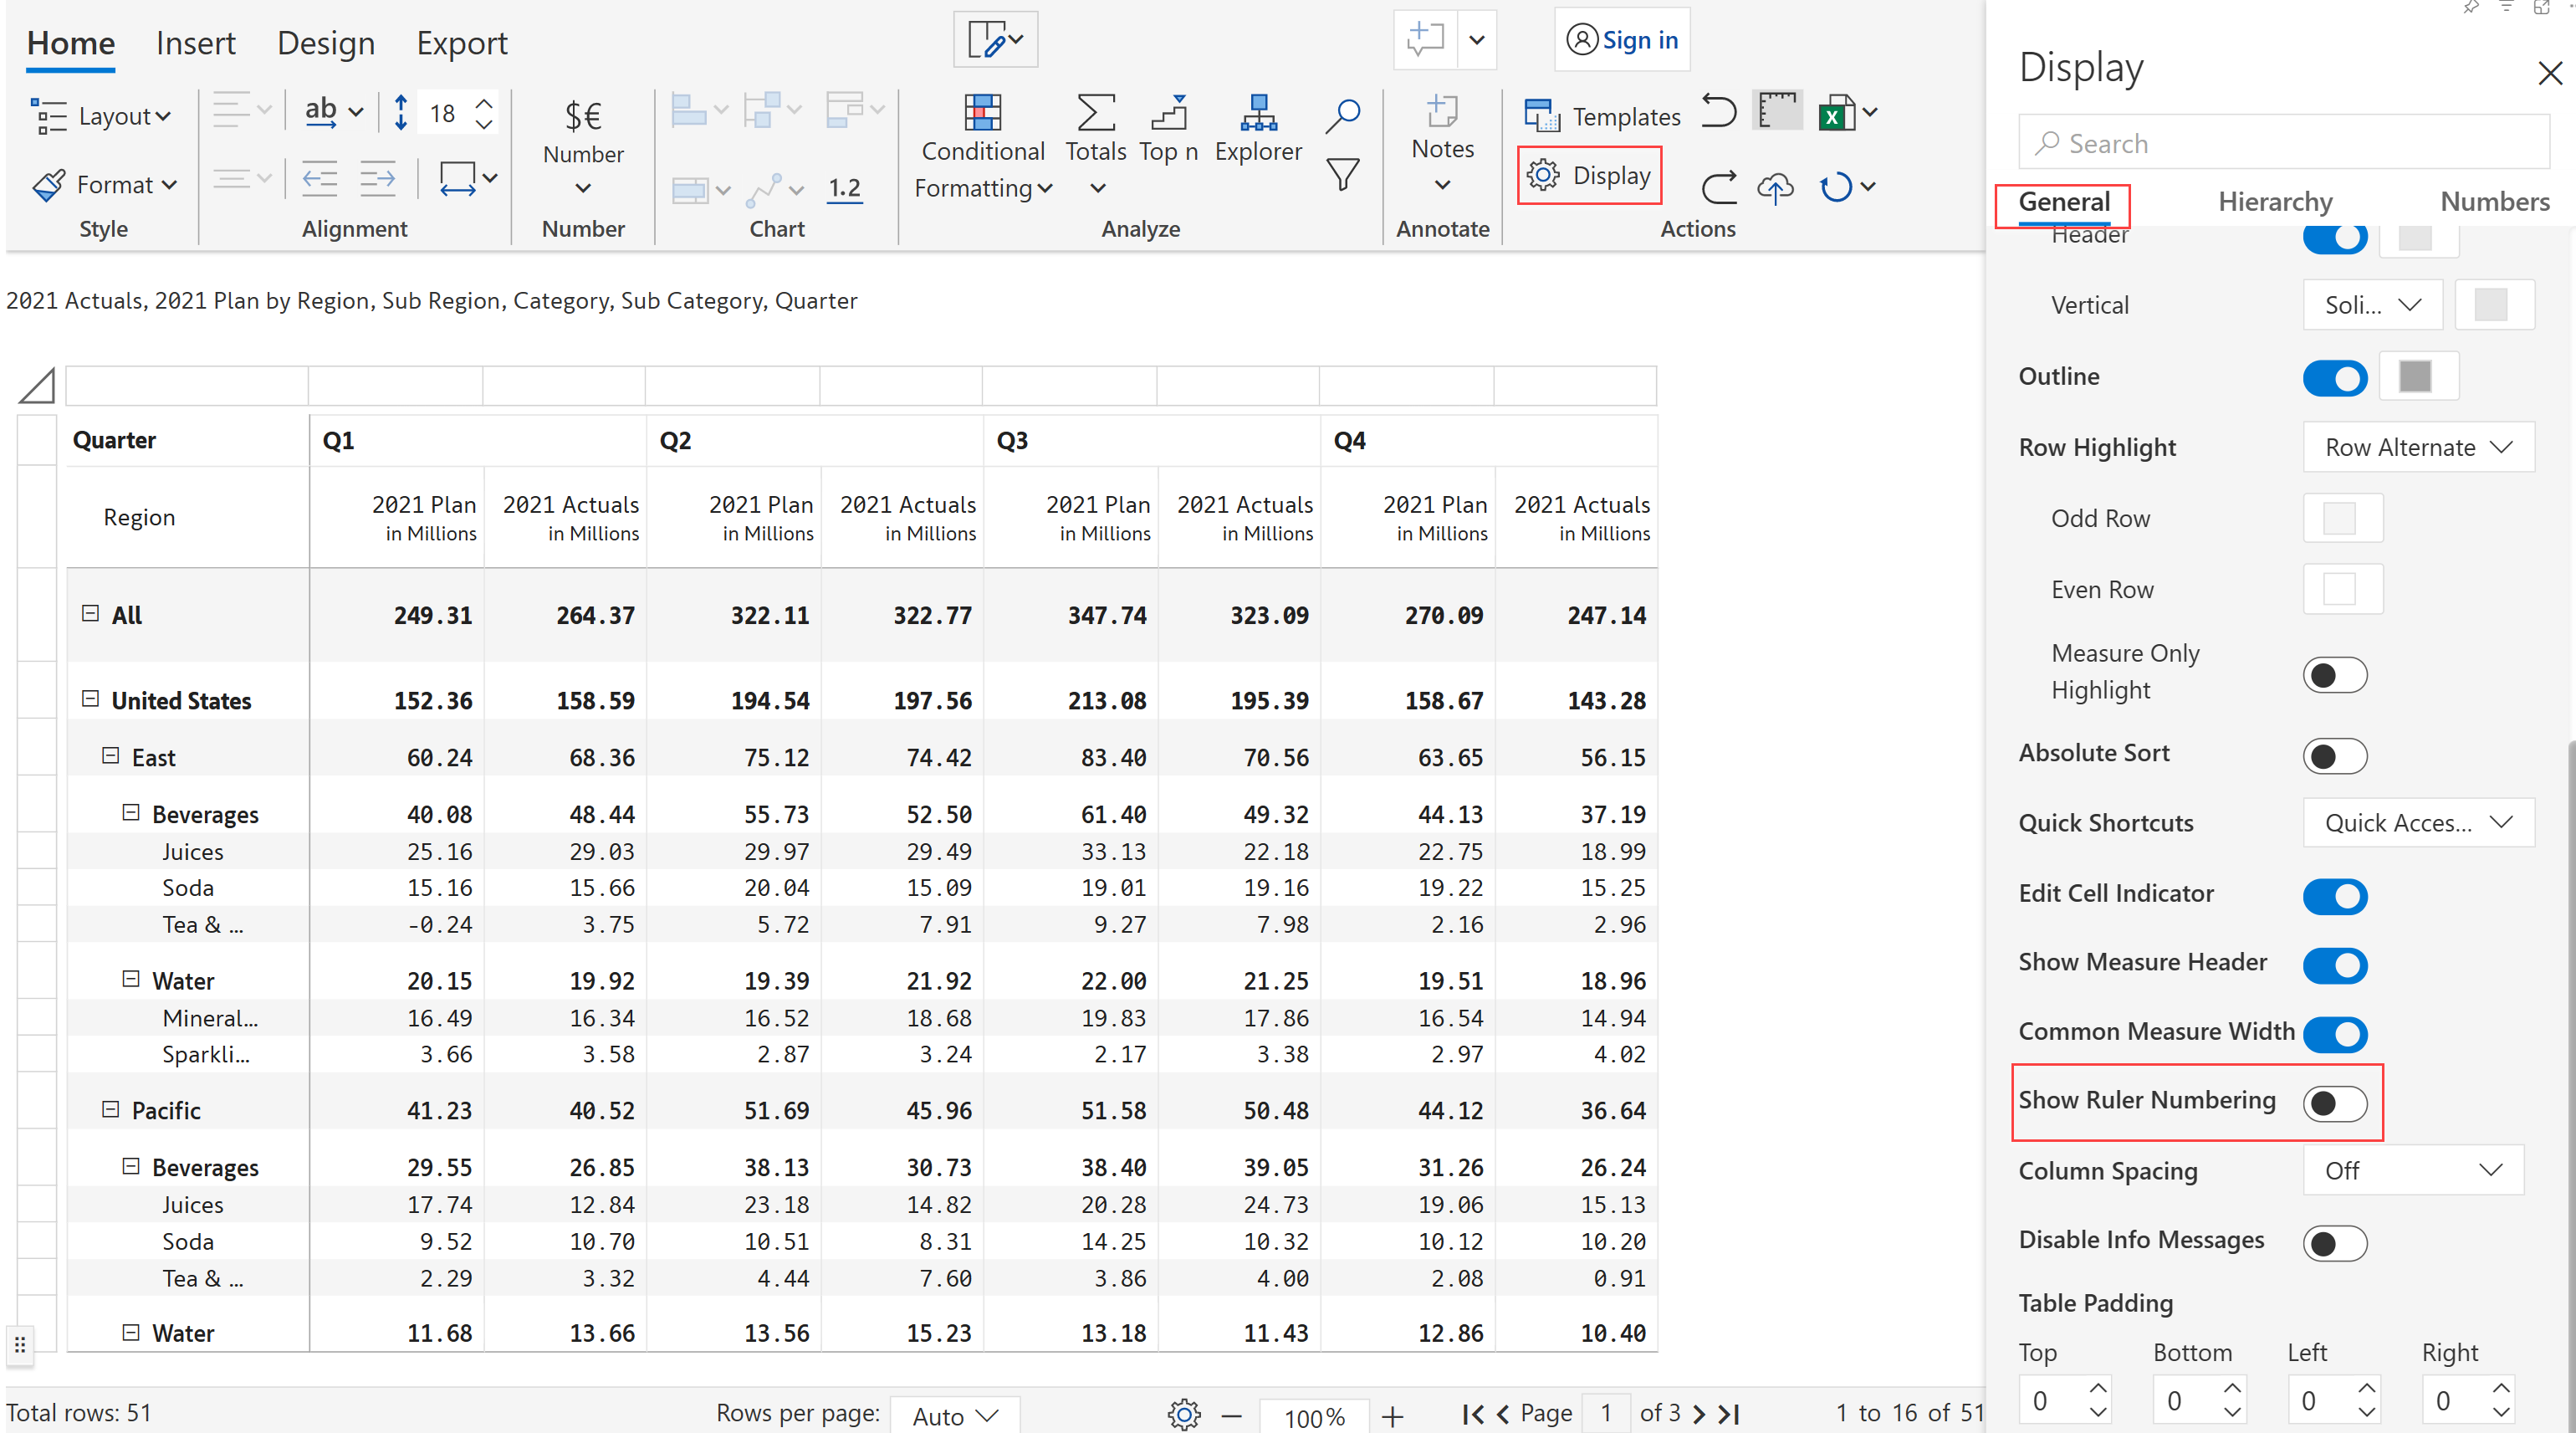 Home Insert Design Export Sign in
Layout ab 18 $€ Conditional Formatting Totals Top n Explorer Notes Templates
Format Number 1.2 Display
Style Alignment Number Chart Analyze Annotate Actions
2021 Actuals, 2021 Plan by Region, Sub Region, Category, Sub Category, Quarter
Quarter Q1 Q2 Q3 Q4
Region 2021 Plan in Millions 2021 Actuals in Millions 2021 Plan in Millions 2021 Actuals in Millions 2021 Plan in Millions 2021 Actuals in Millions 2021 Plan in Millions 2021 Actuals in Millions
All 249.31 264.37 322.11 322.77 347.74 323.09 270.09 247.14
United States 152.36 158.59 194.54 197.56 213.08 195.39 158.67 143.28
East 60.24 68.36 75.12 74.42 83.40 70.56 63.65 56.15
Beverages 40.08 48.44 55.73 52.50 61.40 49.32 44.13 37.19
Juices 25.16 29.03 29.97 29.49 33.13 22.18 22.75 18.99
Soda 15.16 15.66 20.04 15.09 19.01 19.16 19.22 15.25
Tea & ... -0.24 3.75 5.72 7.91 9.27 7.98 2.16 2.96
Water 20.15 19.92 19.39 21.92 22.00 21.25 19.51 18.96
Mineral... 16.49 16.34 16.52 18.68 19.83 17.86 16.54 14.94
Sparkli... 3.66 3.58 2.87 3.24 2.17 3.38 2.97 4.02
Pacific 41.23 40.52 51.69 45.96 51.58 50.48 44.12 36.64
Beverages 29.55 26.85 38.13 30.73 38.40 39.05 31.26 26.24
Juices 17.74 12.84 23.18 14.82 20.28 24.73 19.06 15.13
Soda 9.52 10.70 10.51 8.31 14.25 10.32 10.12 10.20
Tea & ... 2.29 3.32 4.44 7.60 3.86 4.00 2.08 0.91
Water 11.68 13.66 13.56 15.23 13.18 11.43 12.86 10.40
Total rows: 51 Rows per page: Auto 100% Page 1 of 3 1 to 16 of 51
Display
Search
General Hierarchy Numbers
Header
Vertical Soli...
Outline
Row Highlight Row Alternate
Odd Row
Even Row
Measure Only
Highlight
Absolute Sort
Quick Shortcuts Quick Acces...
Edit Cell Indicator
Show Measure Header
Common Measure Width
Show Ruler Numbering
Column Spacing Off
Disable Info Messages
Table Padding
Top Bottom Left Right
0 0 0 0